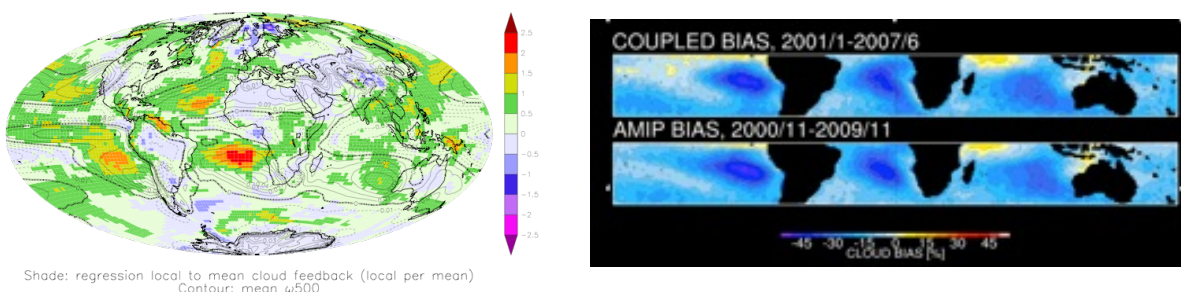 2.5
2
1.5
1
0.5
0
-0.5
-1
-1.5
-2
-2.5
Shade: regression local to mean cloud feedback (local per mean)
Contour: mean ω500
COUPLED BIAS, 2001/1-2007/6
AMIP BIAS, 2000/11-2009/11
-45 -30 -15 0 15 30 45
CLOUD BIAS [%]